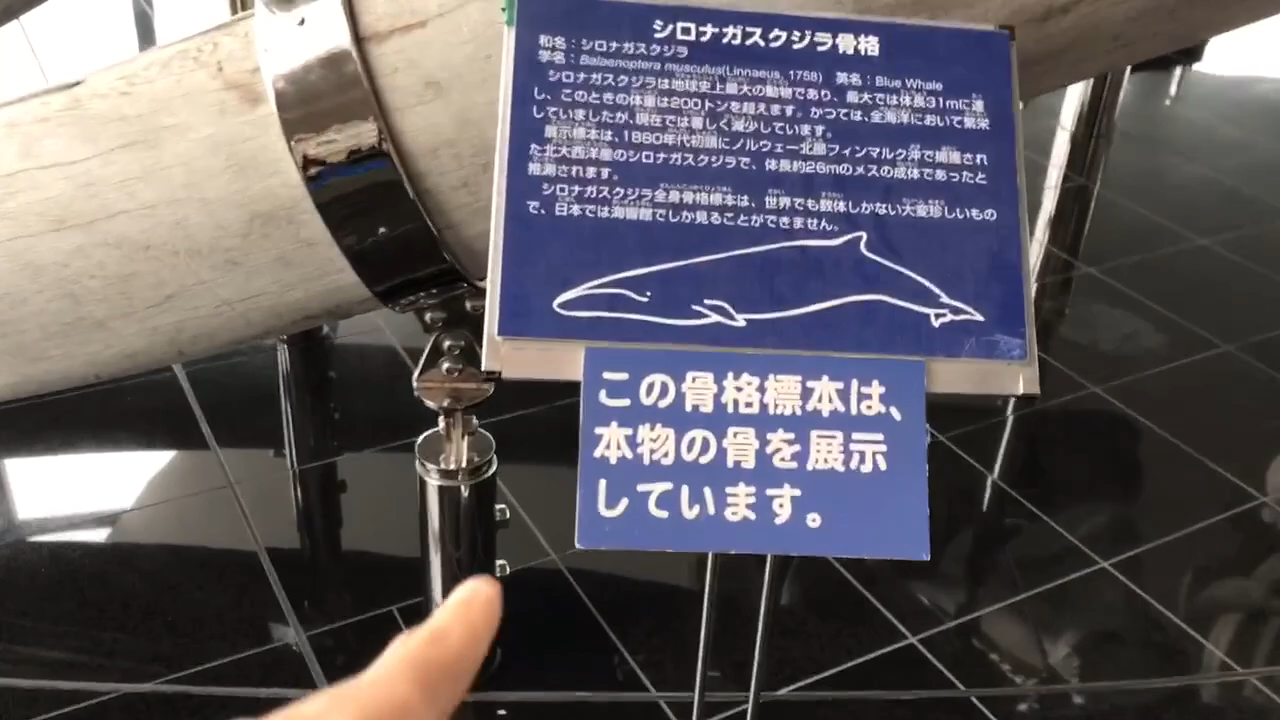 シロナガスクジラ骨格
和名：シロナガスクジラ
学名：Balaenoptera musculus(Linnaeus, 1758)　英名：Blue Whale
シロナガスクジラは地球史上最大の動物であり、最大では体長31mに達
し、このときの体重は200トンを超えます。かつては、全海洋において繁栄
していましたが、現在では著しく減少しています。
展示標本は、1880年代初頭にノルウェー北部フィンマルク沖で捕獲され
た北大西洋産のシロナガスクジラで、体長約26mのメスの成体であったと
推測されます。
シロナガスクジラ全身骨格標本は、世界でも数体しかない大変珍しいもの
で、日本では海響館でしか見ることができません。
この骨格標本は、
本物の骨を展示
しています。